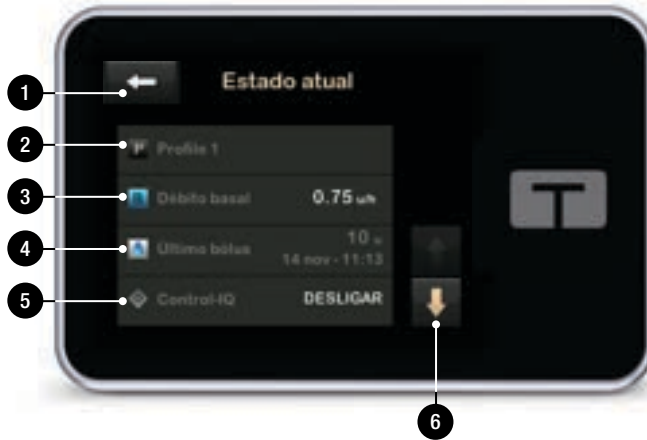 Estado atual
1
2
Profile 1
3
Débito basal 0.75 u/h
4
Último bólus 10 u
14 nov - 11:13
5
Control-IQ DESLIGAR
6